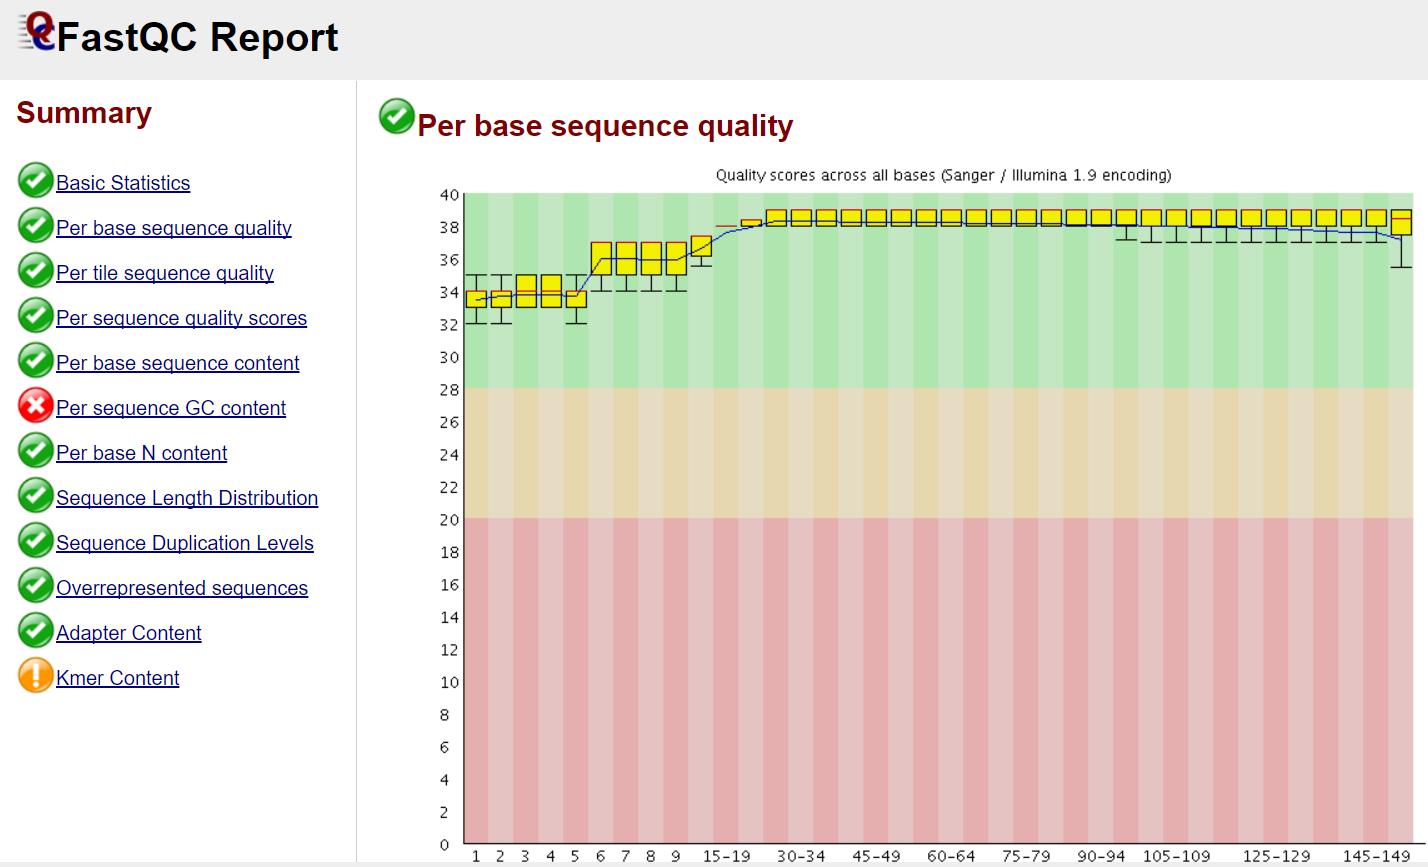 FastQC Report
Summary
Basic Statistics
Per base sequence quality
Per tile sequence quality
Per sequence quality scores
Per base sequence content
Per sequence GC content
Per base N content
Sequence Length Distribution
Sequence Duplication Levels
Overrepresented sequences
Adapter Content
Kmer Content
Per base sequence quality
Quality scores across all bases (Sanger / Illumina 1.9 encoding)
40
38
36
34
32
30
28
26
24
22
20
18
16
14
12
10
8
6
4
2
0
1 2 3 4 5 6 7 8 9 15-19 30-34 45-49 60-64 75-79 90-94 105-109 125-129 145-149